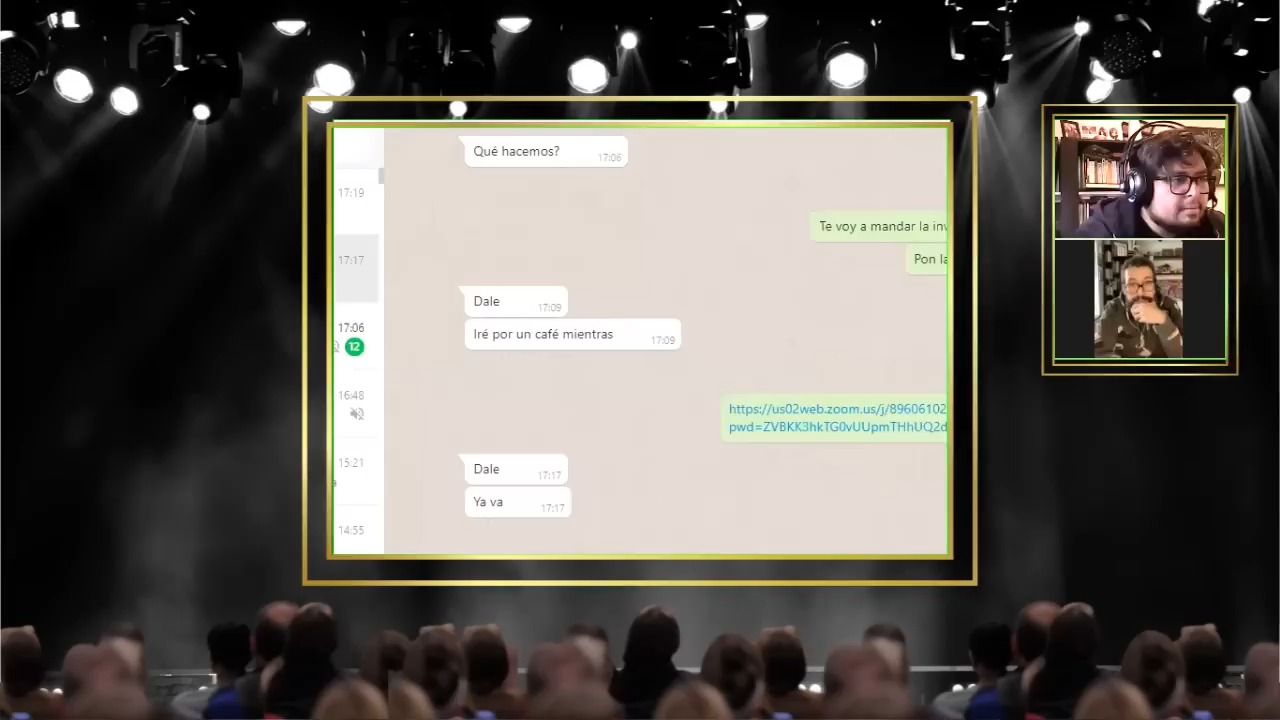 Qué hacemos?
17:06
17:19
Te voy a mandar la
Pon
17:17
Dale
17:09
17:06
Iré por un café mientras
17:09
12
16:48
https://us02web.zoom.us/j/89606102
pwd=ZVBKK3hkTG0vUUpmTHhUQ2d
15:21
Dale
17:17
Ya va
17:17
14:55